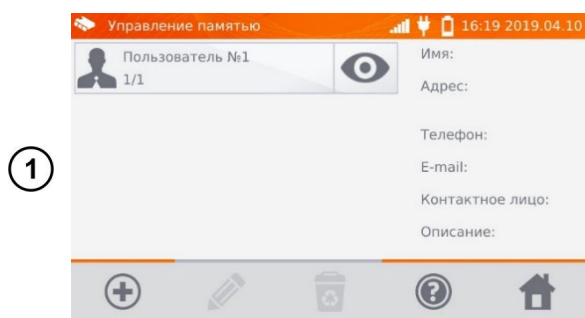 Управление памятью 16:19 2019.04.10
Пользователь №1
1/1
Имя:
Адрес:
Телефон:
E-mail:
Контактное лицо:
Описание:
1